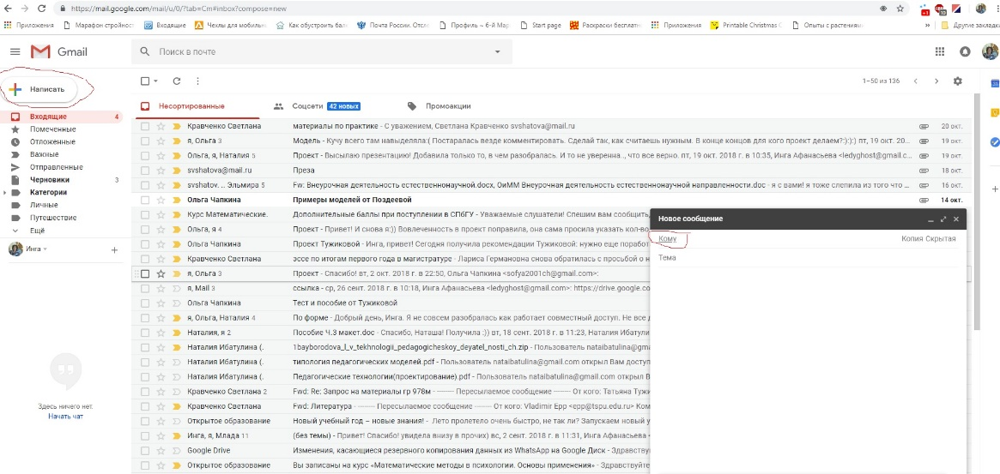 https://mail.google.com/mail/u/0/?tab=Cm#inbox?compose=new
+1 10
Приложения Марафон стройност Входящие Чехлы для мобильн Как обустроить бале Почта России. Отсл Профиль ~ 6-й Мар Start page Раскраски бесплатн Приложения Printable Christmas C Опыты с растениям » Другие закладки
Gmail Поиск в почте
Написать
1–50 из 136
Несортированные Соцсети 42 новых Промоакции
Входящие 4
Помеченные
Отложенные
Важные
Отправленные
Черновики 3
Категории
Личные
Путешествие
Ещё
Инга
Здесь ничего нет.
Начать чат
Кравченко Светлана материалы по практике - С уважением, Светлана Кравченко svshatova@mail.ru 20 окт.
я, Ольга 3 Модель - Кучу всего там навыделяла:( Постаралась везде комментировать. Сделай так, как считаешь нужным. В конце концов для кого проект делаем?:):):) пт, 19 окт. 20... 19 окт.
Ольга, я, Наталия 5 Проект - Высылаю презентацию! Добавила только то, в чем разобралась. И то не уверенна.., что все верно. пт, 19 окт. 2018 г. в 10:35, Инга Афанасьева <ledyghost@gmail.c... 19 окт.
svshatova@mail.ru Преза 18 окт.
svshatov. .. Эльмира 5 Fw: Внеурочная деятельность естественнонаучной.docx, ОиММ Внеурочная деятельность естественнонаучной направленности.doc - я с вами! я тоже слепила из того что ... 16 окт.
Ольга Чапкина Примеры моделей от Поздеевой 14 окт.
Курс Математические. Дополнительные баллы при поступлении в СПбГУ - Уважаемые слушатели! Спешим вам сообщить,
Ольга, я 4 Проект - Привет! И снова я:)) Вовлеченность в проект поправила, она сама просила указать кол-во
Ольга Чапкина Проект Тужиковой - Инга, привет! Сегодня получила рекомендации Тужиковой: нужно еще поработ
Кравченко Светлана эссе по итогам первого года в магистратуре - Лариса Германовна снова обратилась с просьбой о н
я, Ольга 3 Проект - Спасибо! вт, 2 окт. 2018 г. в 22:50, Ольга Чапкина <sofya2001ch@gmail.com>:
я, Mail 3 ссылка - ср, 26 сент. 2018 г. в 10:18, Инга Афанасьева <ledyghost@gmail.com>: https://drive.google.co
Ольга Чапкина Тест и пособие от Тужиковой
я, Ольга, Наталия 4 По форме - Добрый день, Инга. Я не совсем разобралась как работает совместный доступ. Не все д
Наталия, я 2 Пособие Ч.3 макет.doc - Спасибо, Наташа! Получила :)) вт, 18 сент. 2018 г. в 11:23, Наталия Ибатули
Наталия Ибатулина (. 1bayborodova_l_v_tekhnologii_pedagogicheskoy_deyatel_nosti_ch.zip - Пользователь nataibatulina@gma
Наталия Ибатулина (. типология педагогических моделей.pdf - Пользователь nataibatulina@gmail.com открыл Вам доступ
Наталия Ибатулина (. Педагогические технологии(проектирование).pdf - Пользователь nataibatulina@gmail.com открыл В
Кравченко Светлана 2 Fwd: Re: Запрос на материалы гр 978м - ---------- Пересылаемое сообщение ---------- От кого: Татьяна Тужи
Кравченко Светлана Fwd: Литература - ---------- Пересылаемое сообщение ---------- От кого: Vladimir Epp <epp@tspu.edu.ru> Ком
Открытое образование Новый учебный год – новые знания! - Лето пролетело очень быстро, не так ли? Запускаем новый у
Инга, я, Млада 11 (без темы) - Привет! Спасибо! увидела внизу в прочих) вс, 2 сент. 2018 г. в 11:31, Инга Афанасьева
Google Drive Изменения, касающиеся резервного копирования данных из WhatsApp на Google Диск - Здравству
Открытое образование Вы записаны на курс «Математические методы в психологии. Основы применения» - Здравствуйте
Новое сообщение
Кому Копия Скрытая
Тема